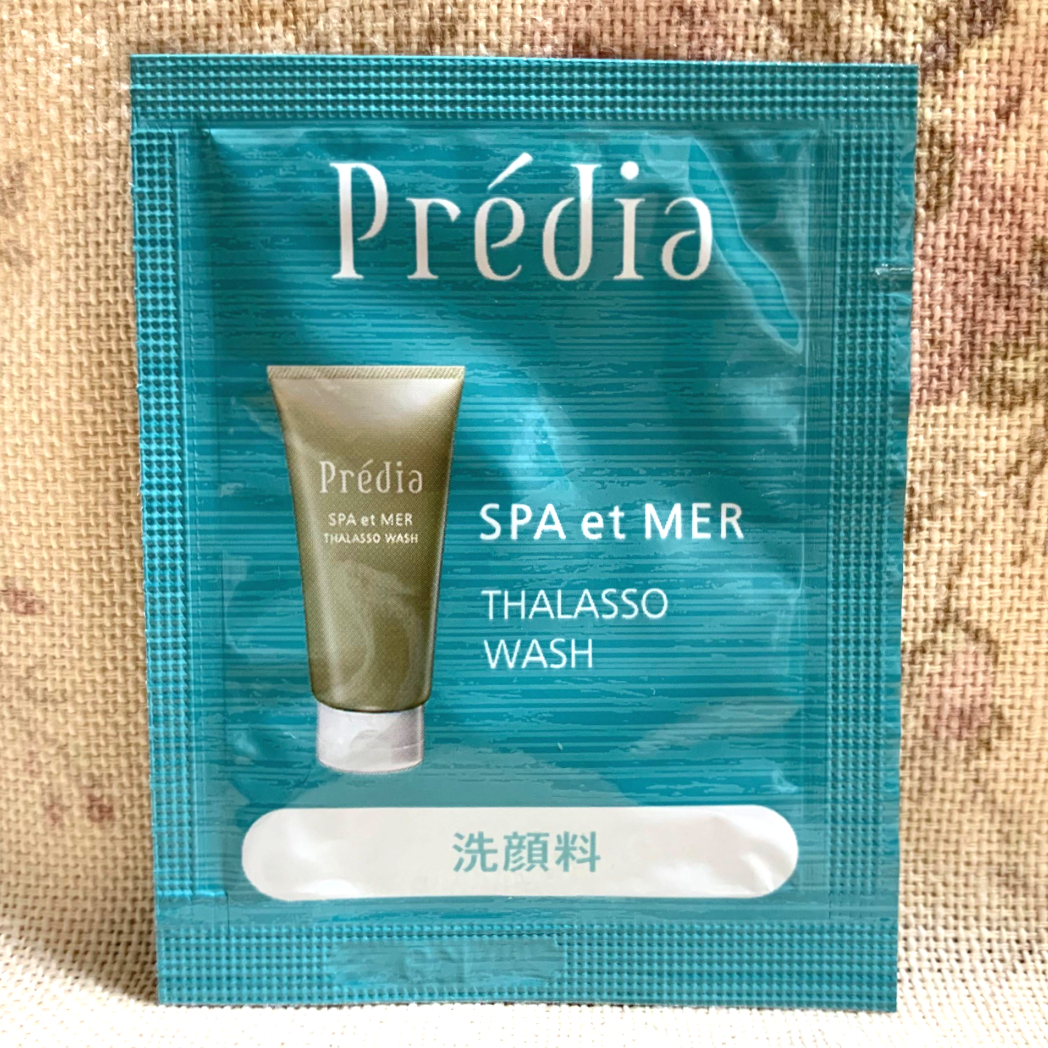 Prédia
Prédia
SPA et MER
THALASSO WASH
SPA et MER
THALASSO
WASH
洗顔料